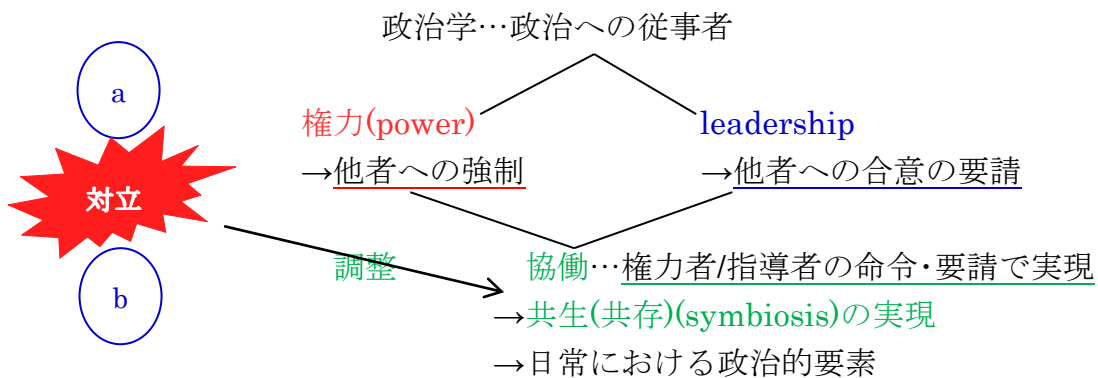 政治学…政治への従事者
a
権力(power)
leadership
→他者への強制
→他者への合意の要請
対立
調整
協働…権力者/指導者の命令・要請で実現
b
→共生(共存)(symbiosis)の実現
→日常における政治的要素